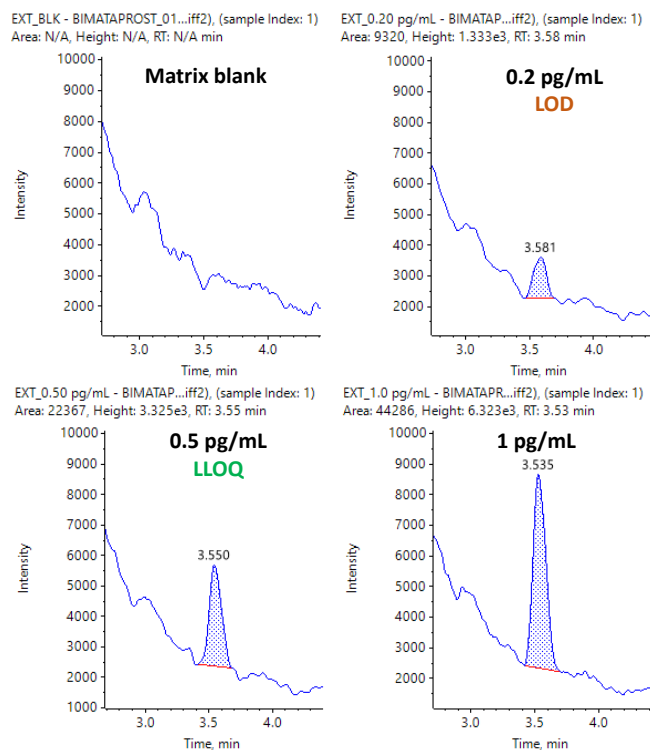 EXT_BLK - BIMATAPROST_01...iff2), (sample Index: 1)
Area: N/A, Height: N/A, RT: N/A min
Matrix blank
10000
9000
8000
7000
6000
5000
4000
3000
2000
1000
Intensity
3.0
3.5
4.0
Time, min
EXT_0.20 pg/mL - BIMATAP...iff2), (sample Index: 1)
Area: 9320, Height: 1.333e3, RT: 3.58 min
0.2 pg/mL
LOD
10000
9000
8000
7000
6000
5000
4000
3000
2000
Intensity
3.581
3.0
3.5
4.0
Time, min
EXT_0.50 pg/mL - BIMATAP...iff2), (sample Index: 1)
Area: 22367, Height: 3.325e3, RT: 3.55 min
0.5 pg/mL
LLOQ
10000
9000
8000
7000
6000
5000
4000
3000
2000
1000
Intensity
3.550
3.0
3.5
4.0
Time, min
EXT_1.0 pg/mL - BIMATAPR...iff2), (sample Index: 1)
Area: 44286, Height: 6.323e3, RT: 3.53 min
1 pg/mL
10000
9000
8000
7000
6000
5000
4000
3000
2000
Intensity
3.535
3.0
3.5
4.0
Time, min